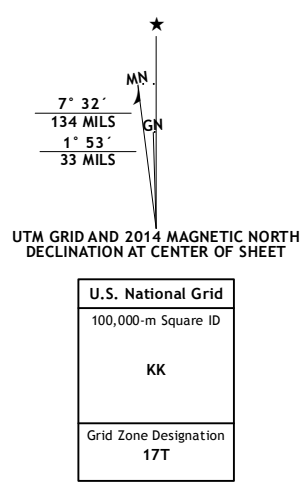 ★
MN
7° 32´
134 MILS
GN
1° 53´
33 MILS
UTM GRID AND 2014 MAGNETIC NORTH
DECLINATION AT CENTER OF SHEET
U.S. National Grid
100,000-m Square ID
KK
Grid Zone Designation
17T